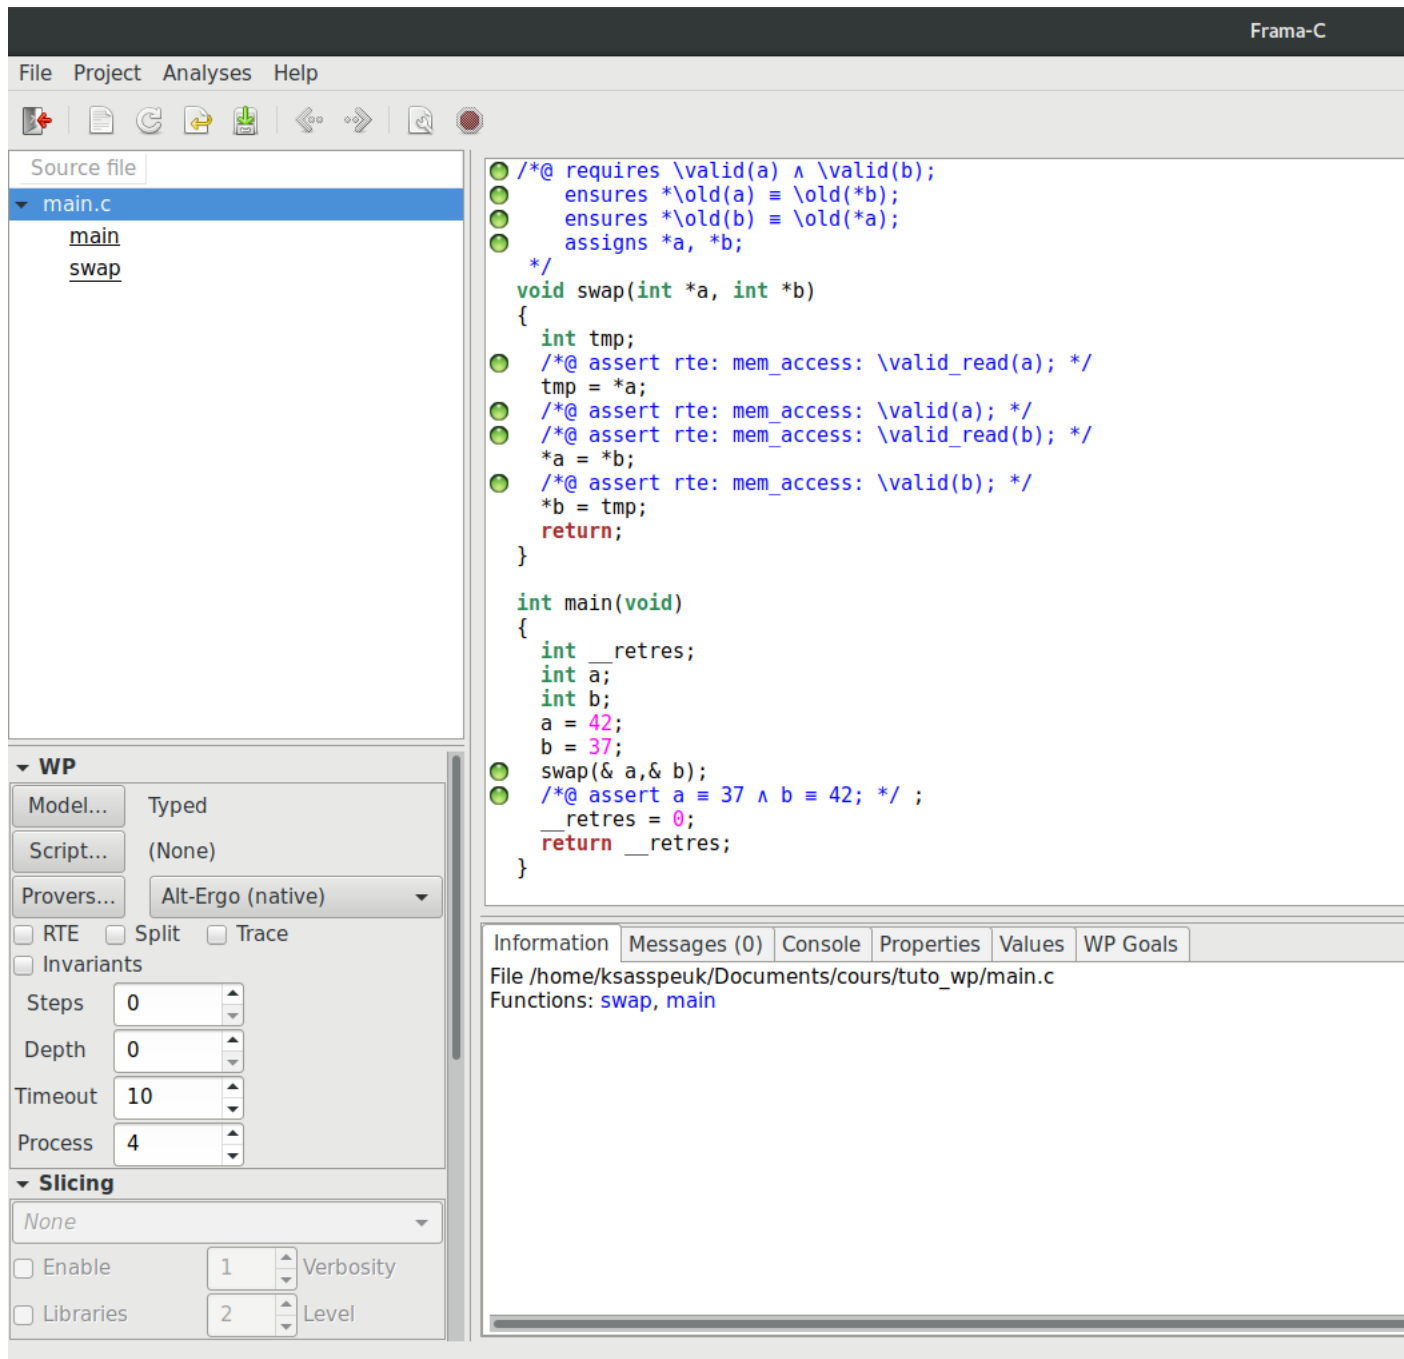 Frama-C
File Project Analyses Help
Source file
main.c
main
swap
/*@ requires \valid(a) ∧ \valid(b);
ensures *\old(a) ≡ \old(*b);
ensures *\old(b) ≡ \old(*a);
assigns *a, *b;
*/
void swap(int *a, int *b)
{
int tmp;
/*@ assert rte: mem_access: \valid_read(a); */
tmp = *a;
/*@ assert rte: mem_access: \valid(a); */
/*@ assert rte: mem_access: \valid_read(b); */
*a = *b;
/*@ assert rte: mem_access: \valid(b); */
*b = tmp;
return;
}
int main(void)
{
int __retres;
int a;
int b;
a = 42;
b = 37;
swap(& a,& b);
/*@ assert a ≡ 37 ∧ b ≡ 42; */ ;
__retres = 0;
return __retres;
}
WP
Model... Typed
Script... (None)
Provers... Alt-Ergo (native)
RTE Split Trace
Invariants
Steps 0
Depth 0
Timeout 10
Process 4
Slicing
None
Enable 1 Verbosity
Libraries 2 Level
Information Messages (0) Console Properties Values WP Goals
File /home/ksasspeuk/Documents/cours/tuto_wp/main.c
Functions: swap, main